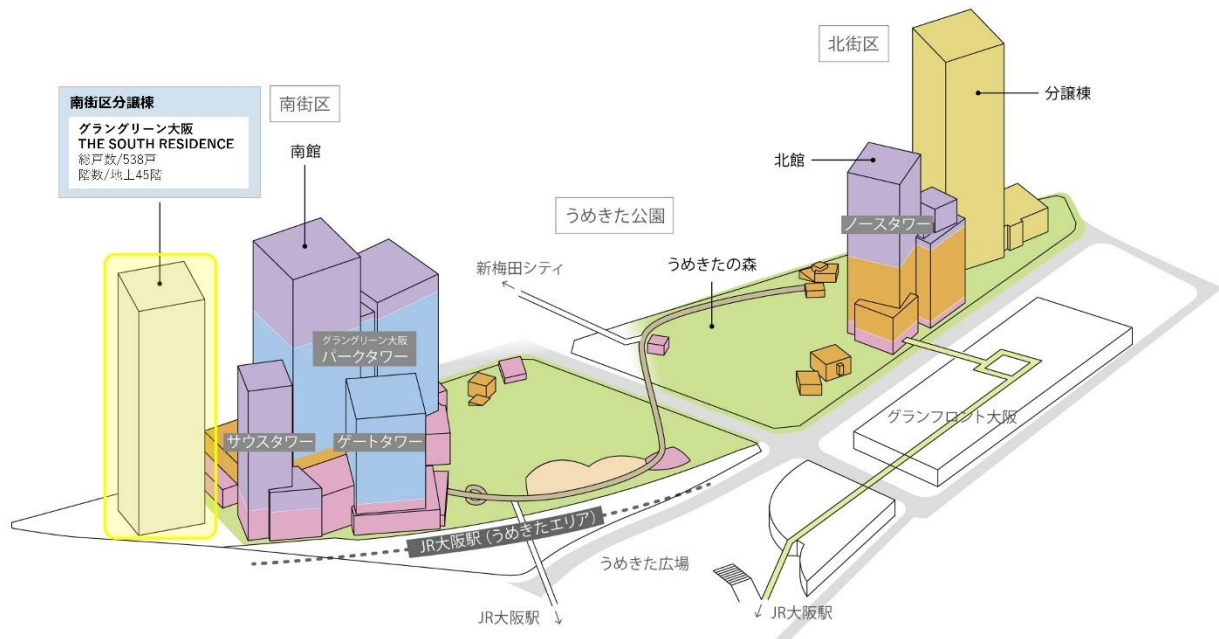 南街区分譲棟
グラングリーン大阪
THE SOUTH RESIDENCE
総戸数/538戸
階数/地上45階
南街区
南館
北街区
分譲棟
北館
ノースタワー
うめきた公園
新梅田シティ
うめきたの森
グラングリーン大阪
パークタワー
サウスタワー
ゲートタワー
グランフロント大阪
JR大阪駅（うめきたエリア）
うめきた広場
JR大阪駅
JR大阪駅